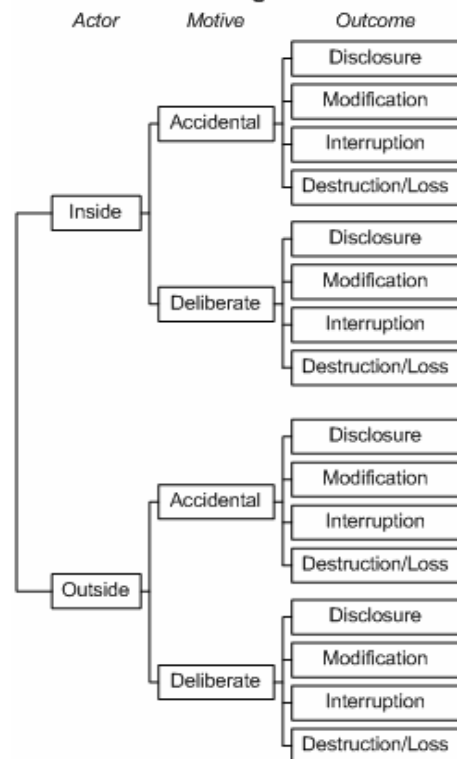 Actor Motive Outcome
Disclosure
Modification
Accidental
Interruption
Destruction/Loss
Inside
Disclosure
Modification
Deliberate
Interruption
Destruction/Loss
Disclosure
Modification
Accidental
Interruption
Destruction/Loss
Outside
Disclosure
Modification
Deliberate
Interruption
Destruction/Loss